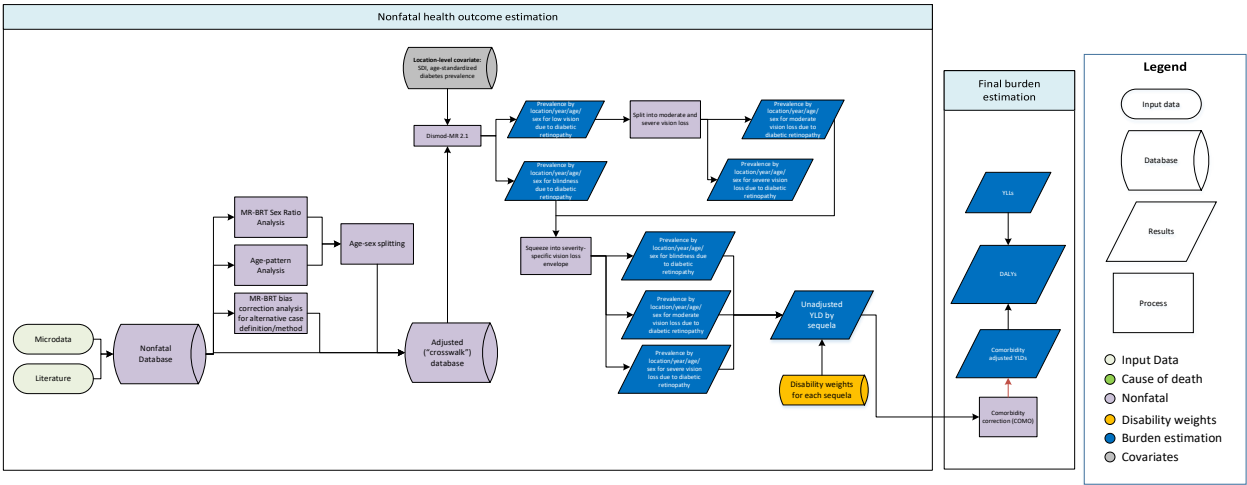 Nonfatal health outcome estimation
Location-level covariate:
SDI, age-standardized
diabetes prevalence
Dismod-MR 2.1
Prevalence by
location/year/age/
sex for low vision
due to diabetic
retinopathy
Split into moderate and
severe vision loss
Prevalence by
location/year/age/
sex for moderate
vision loss due to
diabetic retinopathy
Prevalence by
location/year/age/
sex for blindness
due to diabetic
retinopathy
Prevalence by
location/year/age/
sex for severe vision
loss due to diabetic
retinopathy
MR-BRT Sex Ratio
Analysis
Age-pattern
Analysis
MR-BRT bias
correction analysis
for alternative case
definition/method
Age-sex splitting
Microdata
Literature
Nonfatal
Database
Adjusted
("crosswalk")
database
Squeeze into severity-
specific vision loss
envelope
Prevalence by
location/year/age/
sex for blindness due
to diabetic
retinopathy
Prevalence by
location/year/age/
sex for moderate
vision loss due to
diabetic retinopathy
Prevalence by
location/year/age/
sex for severe vision
loss due to diabetic
retinopathy
Unadjusted
YLD by
sequela
Disability weights
for each sequela
Final burden
estimation
YLLs
DALYs
Comorbidity
adjusted YLDs
Comorbidity
correction (COMO)
Legend
Input data
Database
Results
Process
Input Data
Cause of death
Nonfatal
Disability weights
Burden estimation
Covariates